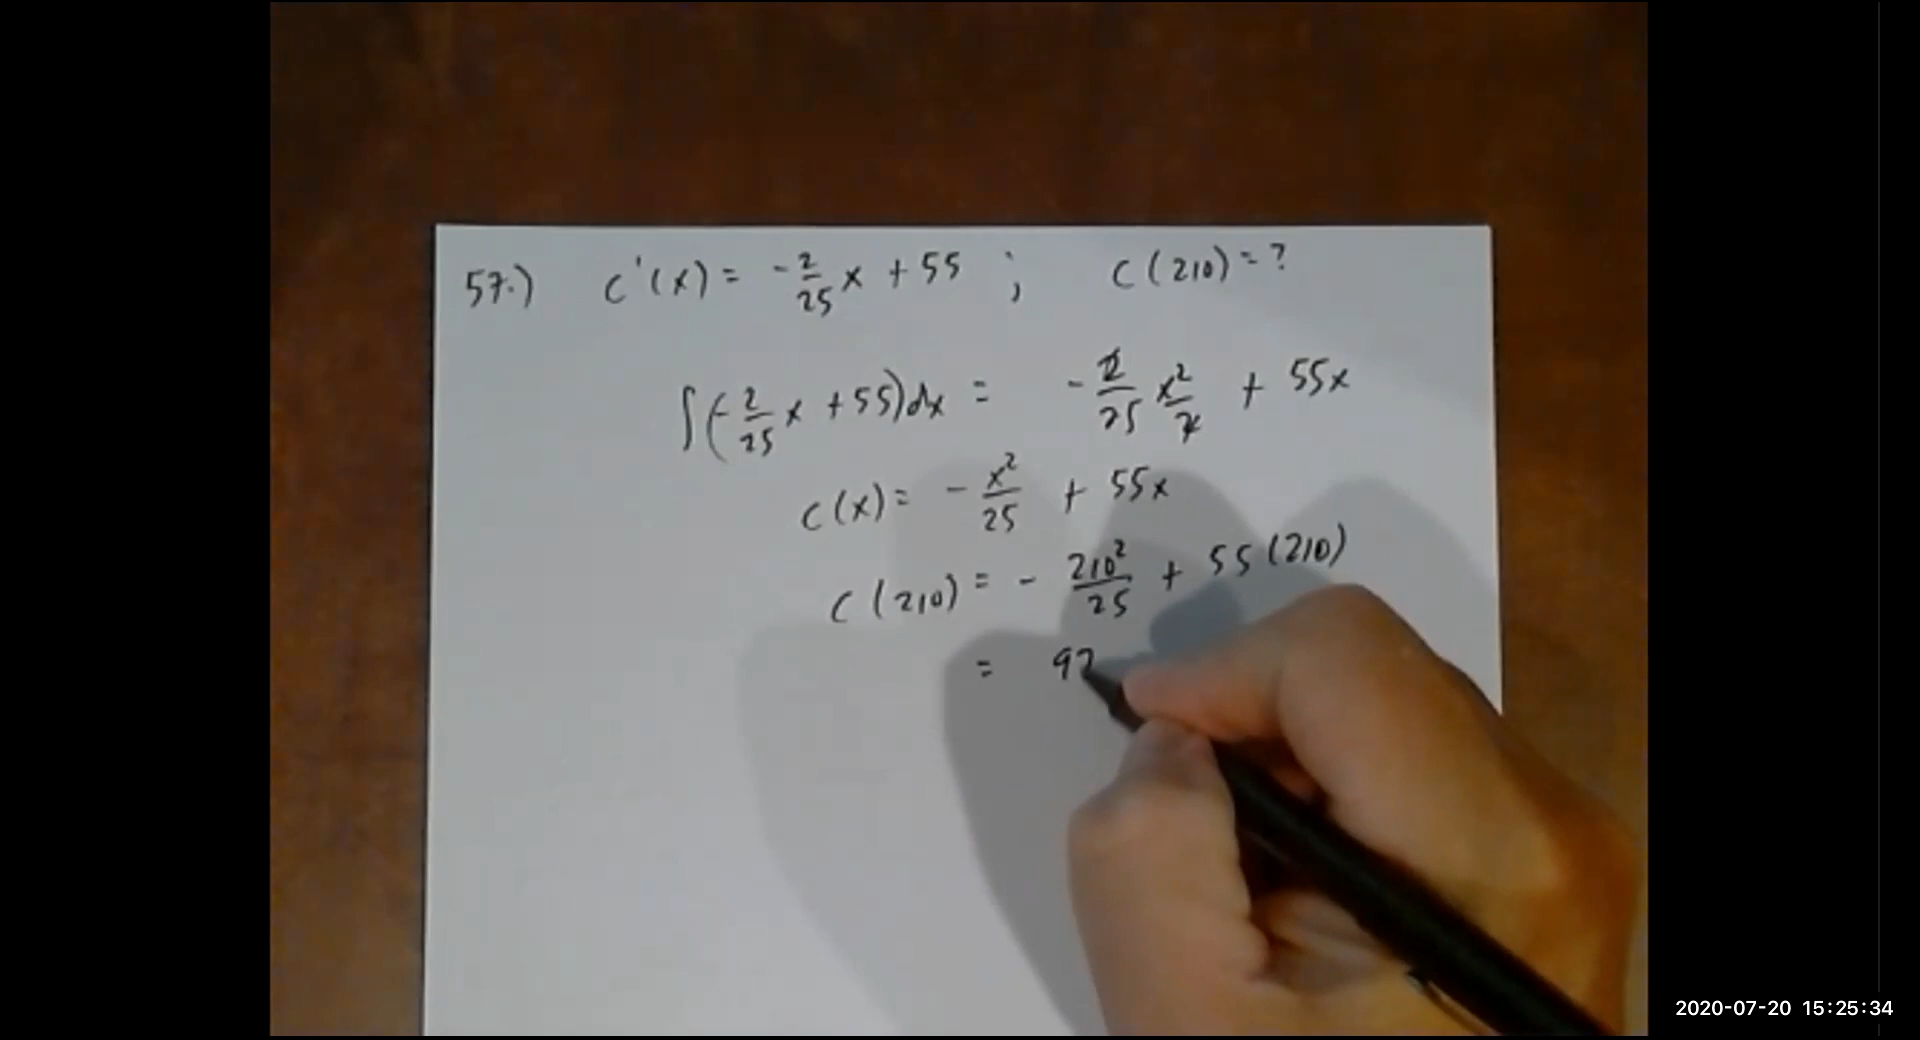 57.) C'(x) = -2/25 x + 55 ; C(210) = ?
∫(-2/25 x + 55)dx = -2/25 x²/2 + 55x
C(x) = -x²/25 + 55x
C(210) = -210²/25 + 55(210)
= 97
2020-07-20 15:25:34